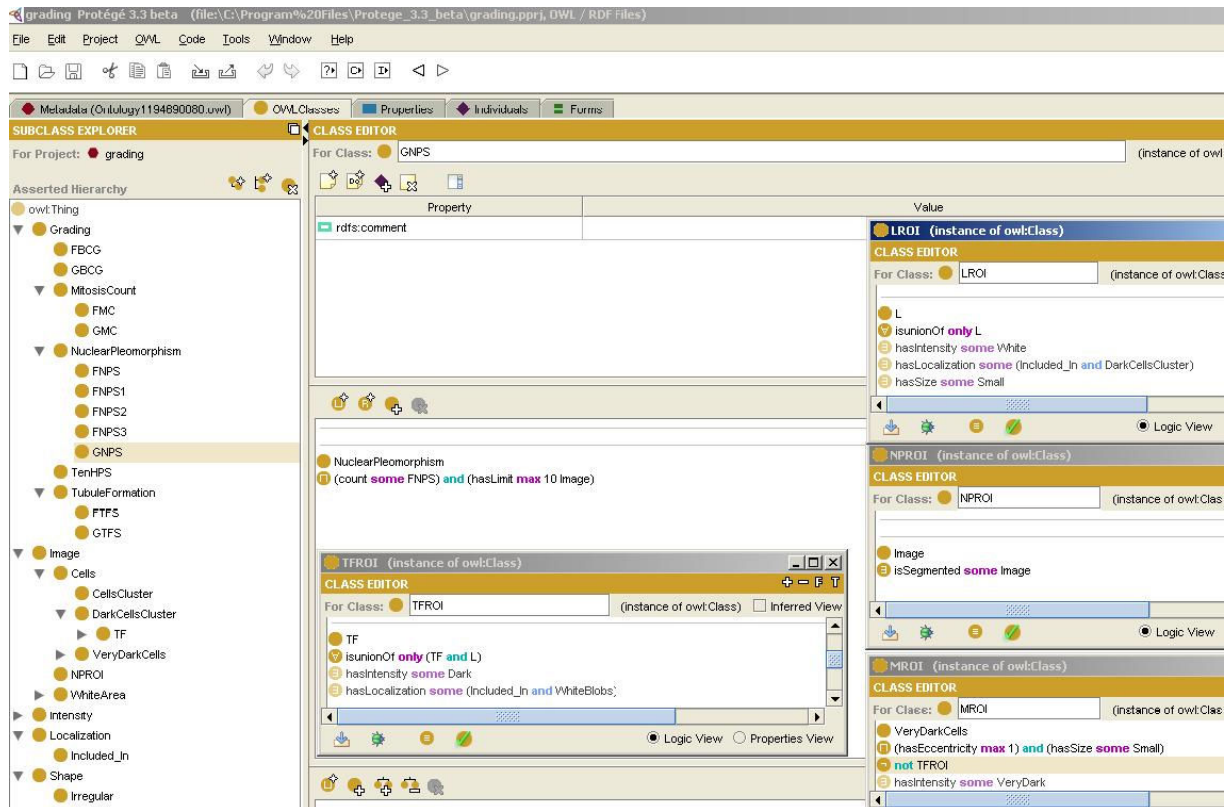 grading Protégé 3.3 beta (file:\C:\Program%20Files\Protege_3.3_beta\grading.pprj, OWL / RDF Files)
File Edit Project OWL Code Tools Window Help
Metadata (Ontology1194690080.owl) OWLClasses Properties Individuals Forms
SUBCLASS EXPLORER
For Project: grading
Asserted Hierarchy
owl:Thing
Grading
FBCG
GBCG
MitosisCount
FMC
GMC
NuclearPleomorphism
FNPS
FNPS1
FNPS2
FNPS3
GNPS
TenHPS
TubuleFormation
FTFS
GTFS
Image
Cells
CellsCluster
DarkCellsCluster
TF
VeryDarkCells
NPROI
WhiteArea
Intensity
Localization
Included_In
Shape
Irregular
CLASS EDITOR
For Class: GNPS (instance of owl
Property Value
rdfs:comment
NuclearPleomorphism
(count some FNPS) and (hasLimit max 10 Image)
TFROI (instance of owl:Class)
CLASS EDITOR
For Class: TFROI (instance of owl:Class) Inferred View
TF
isunionOf only (TF and L)
hasIntensity some Dark
hasLocalization some (Included_In and WhiteBlobs)
Logic View Properties View
LROI (instance of owl:Class)
CLASS EDITOR
For Class: LROI (instance of owl:Class
L
isunionOf only L
hasIntensity some White
hasLocalization some (Included_In and DarkCellsCluster)
hasSize some Small
Logic View
NPROI (instance of owl:Class)
CLASS EDITOR
For Class: NPROI (instance of owl:Clas
Image
isSegmented some Image
Logic View
MROI (instance of owl:Class)
CLASS EDITOR
For Class: MROI (instance of owl:Clas
VeryDarkCells
(hasEccentricity max 1) and (hasSize some Small)
not TFROI
hasIntensity some VeryDark